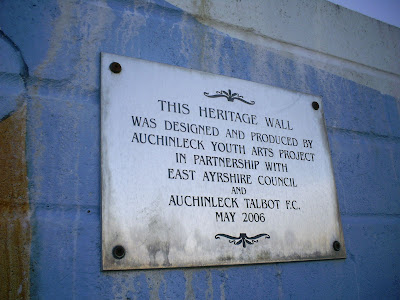 THIS HERITAGE WALL
WAS DESIGNED AND PRODUCED BY
AUCHINLECK YOUTH ARTS PROJECT
IN PARTNERSHIP WITH
EAST AYRSHIRE COUNCIL
AND
AUCHINLECK TALBOT F.C.
MAY 2006